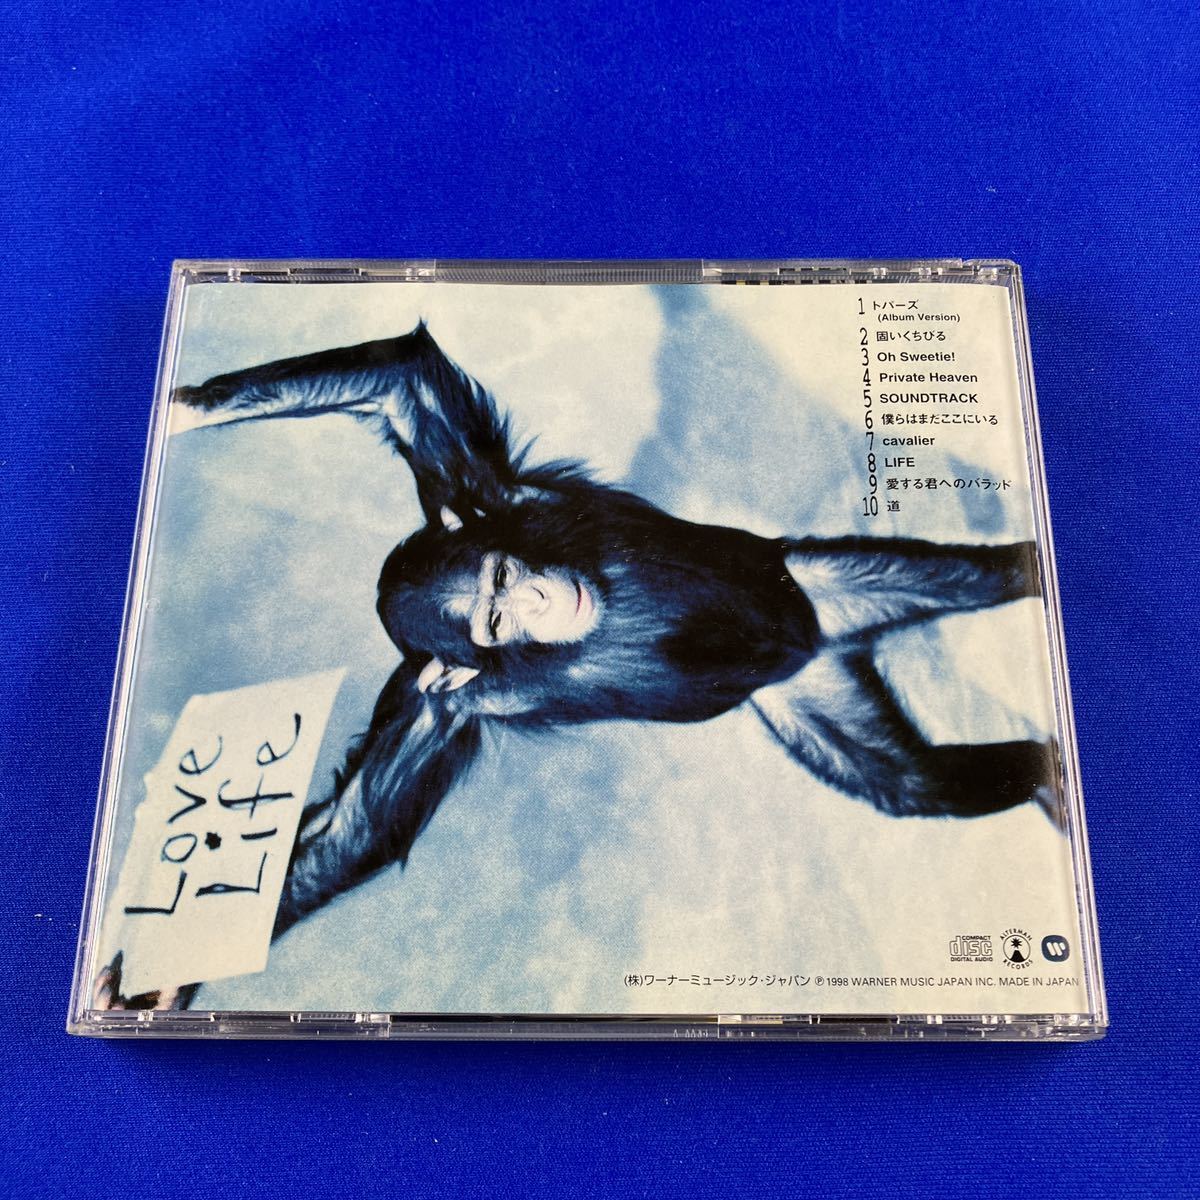 1 トパーズ
(Album Version)
2 固いくちびる
3 Oh Sweetie!
4 Private Heaven
5 SOUNDTRACK
6 僕らはまだここにいる
7 cavalier
8 LIFE
9 愛する君へのバラッド
10 道
Love
Life
COMPACT
disc
DIGITAL AUDIO
ALTERMAN
RECORDS
(株)ワーナーミュージック・ジャパン ℗ 1998 WARNER MUSIC JAPAN INC. MADE IN JAPAN